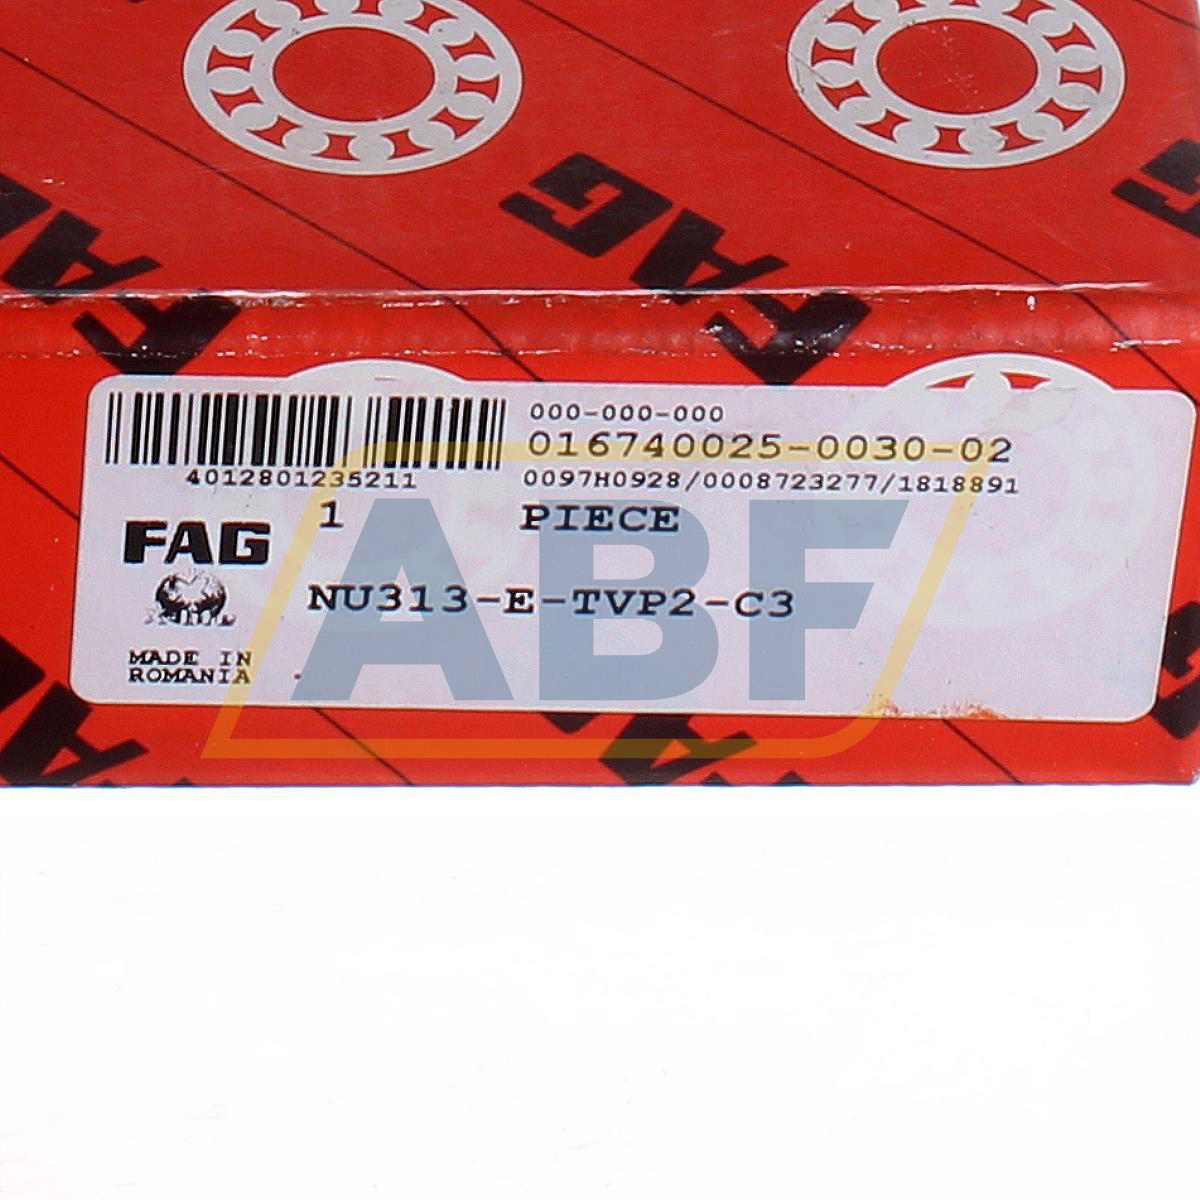 FAG
FAG
FAG
000-000-000
016740025-0030-02
4012801235211
0097H0928/0008723277/1818891
1 PIECE
FAG
NU313-E-TVP2-C3
MADE IN
ROMANIA
ABF